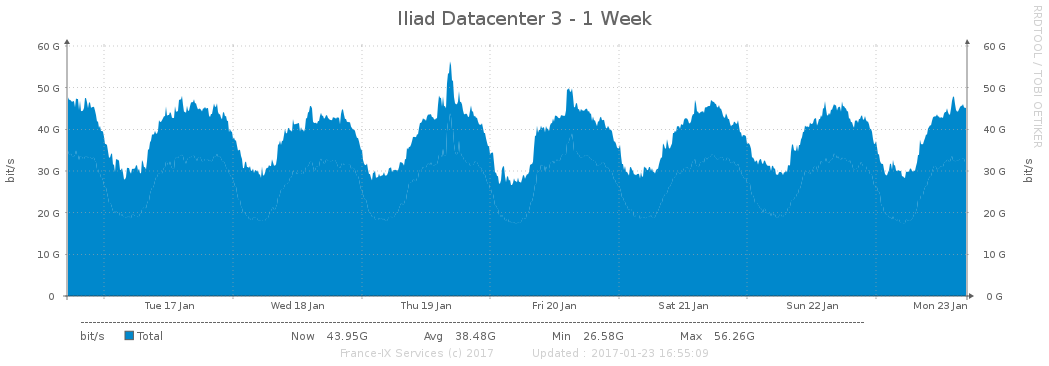 Iliad Datacenter 3 - 1 Week
RRDTOOL / TOBI OETIKER
60 G 60 G
50 G 50 G
40 G 40 G
30 G 30 G
20 G 20 G
10 G 10 G
0 0 G
bit/s bit/s
Tue 17 Jan Wed 18 Jan Thu 19 Jan Fri 20 Jan Sat 21 Jan Sun 22 Jan Mon 23 Jan
bit/s Total Now 43.95G Avg 38.48G Min 26.58G Max 56.26G
France-IX Services (c) 2017 Updated : 2017-01-23 16:55:09